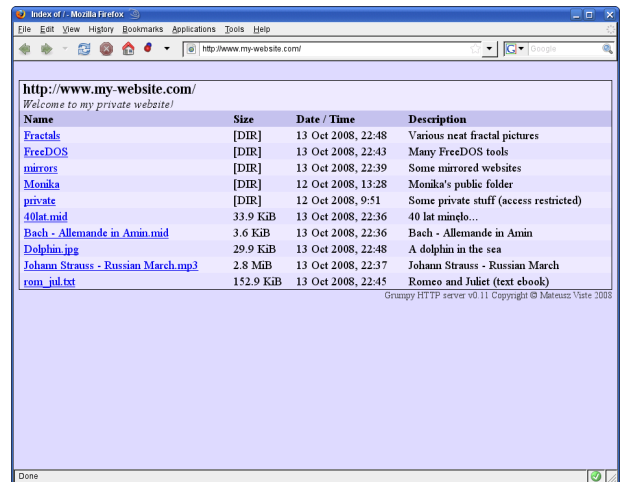 Index of / - Mozilla Firefox
File Edit View History Bookmarks Applications Tools Help
http://www.my-website.com/ Google
http://www.my-website.com/
Welcome to my private website!
Name Size Date / Time Description
Fractals [DIR] 13 Oct 2008, 22:48 Various neat fractal pictures
FreeDOS [DIR] 13 Oct 2008, 22:43 Many FreeDOS tools
mirrors [DIR] 13 Oct 2008, 22:39 Some mirrored websites
Monika [DIR] 12 Oct 2008, 13:28 Monika's public folder
private [DIR] 12 Oct 2008, 9:51 Some private stuff (access restricted)
40lat.mid 33.9 KiB 13 Oct 2008, 22:36 40 lat minęło...
Bach - Allemande in Amin.mid 3.6 KiB 13 Oct 2008, 22:36 Bach - Allemande in Amin
Dolphin.jpg 29.9 KiB 13 Oct 2008, 22:48 A dolphin in the sea
Johann Strauss - Russian March.mp3 2.8 MiB 13 Oct 2008, 22:37 Johann Strauss - Russian March
rom_jul.txt 152.9 KiB 13 Oct 2008, 22:45 Romeo and Juliet (text ebook)
Grumpy HTTP server v0.11 Copyright © Mateusz Viste 2008
Done